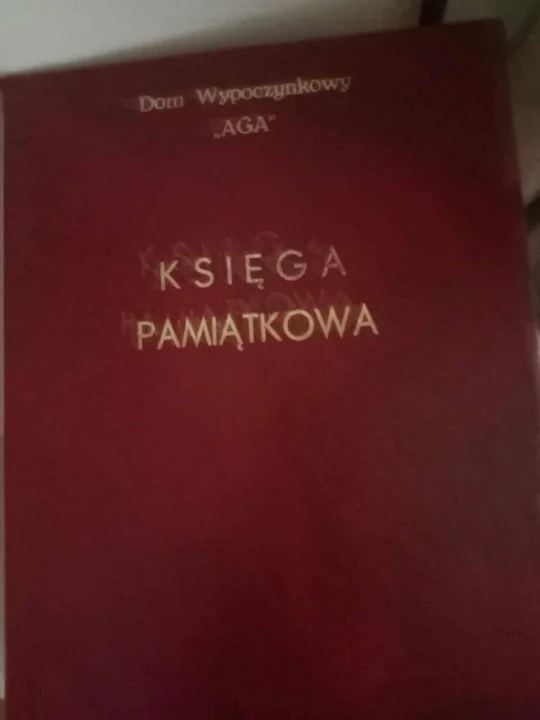 Dom Wypoczynkowy
„AGA"
KSIĘGA
PAMIĄTKOWA